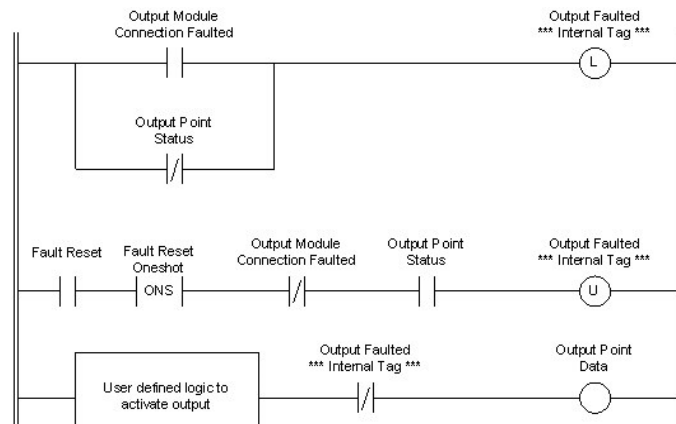 Output Module
Connection Faulted
Output Faulted
*** Internal Tag ***
L
Output Point
Status
Fault Reset
Fault Reset
Oneshot
Output Module
Connection Faulted
Output Point
Status
Output Faulted
*** Internal Tag ***
ONS
U
User defined logic to
activate output
Output Faulted
*** Internal Tag ***
Output Point
Data